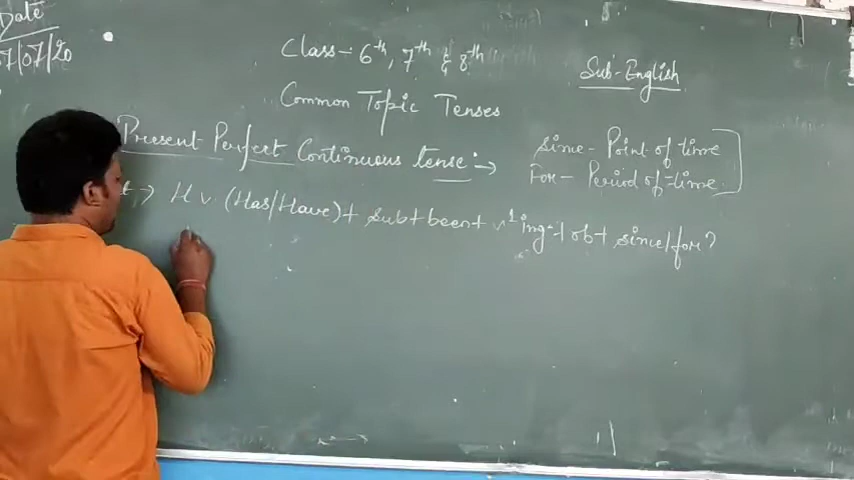 Date
07/07/20
Class - 6th, 7th & 8th
Sub - English
Common Topic Tenses
Present Perfect Continuous tense :→
Since - Point of time
For - Period of time
→ H v. (Has/Have) + Sub + been + v1 ing + ob + since/for?